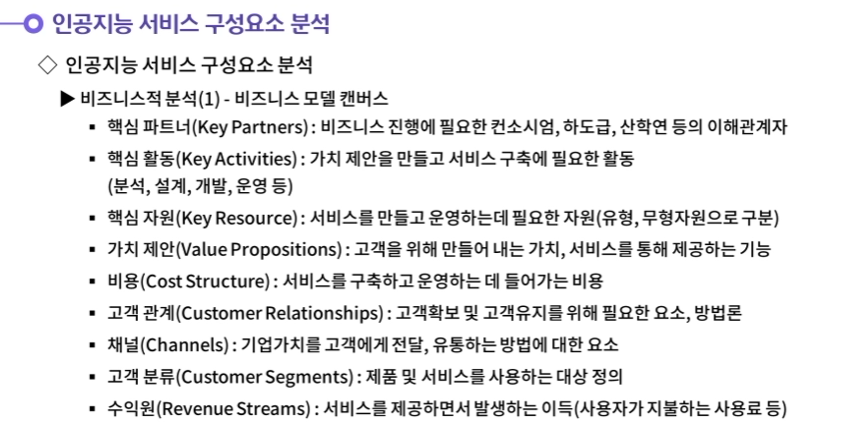 인공지능 서비스 구성요소 분석
◇ 인공지능 서비스 구성요소 분석
▶ 비즈니스적 분석(1) - 비즈니스 모델 캔버스
▪ 핵심 파트너(Key Partners) : 비즈니스 진행에 필요한 컨소시엄, 하도급, 산학연 등의 이해관계자
▪ 핵심 활동(Key Activities) : 가치 제안을 만들고 서비스 구축에 필요한 활동
(분석, 설계, 개발, 운영 등)
▪ 핵심 자원(Key Resource) : 서비스를 만들고 운영하는데 필요한 자원(유형, 무형자원으로 구분)
▪ 가치 제안(Value Propositions) : 고객을 위해 만들어 내는 가치, 서비스를 통해 제공하는 기능
▪ 비용(Cost Structure) : 서비스를 구축하고 운영하는 데 들어가는 비용
▪ 고객 관계(Customer Relationships) : 고객확보 및 고객유지를 위해 필요한 요소, 방법론
▪ 채널(Channels) : 기업가치를 고객에게 전달, 유통하는 방법에 대한 요소
▪ 고객 분류(Customer Segments) : 제품 및 서비스를 사용하는 대상 정의
▪ 수익원(Revenue Streams) : 서비스를 제공하면서 발생하는 이득(사용자가 지불하는 사용료 등)